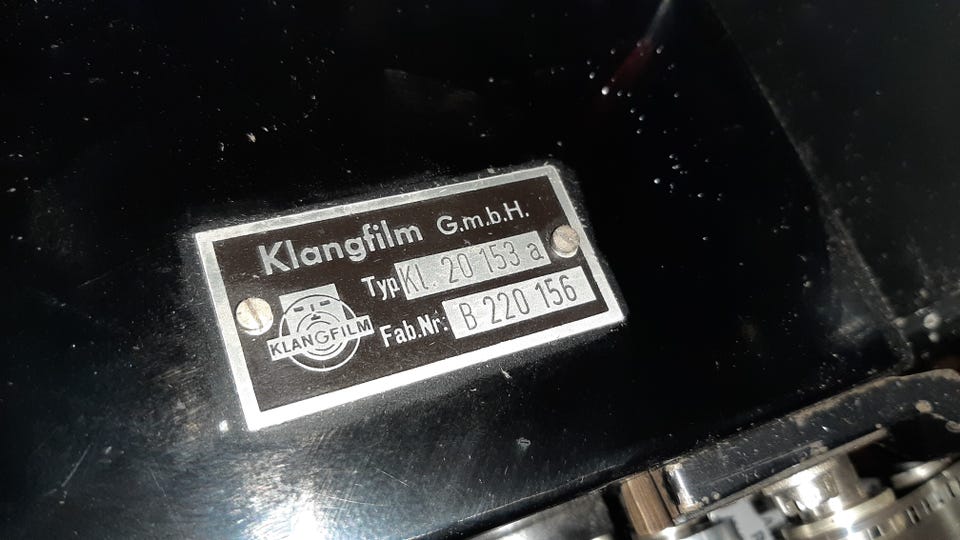 Klangfilm G.m.b.H.
Typ KL. 20 153 a
KLANGFILM
Fab.Nr: B 220 156